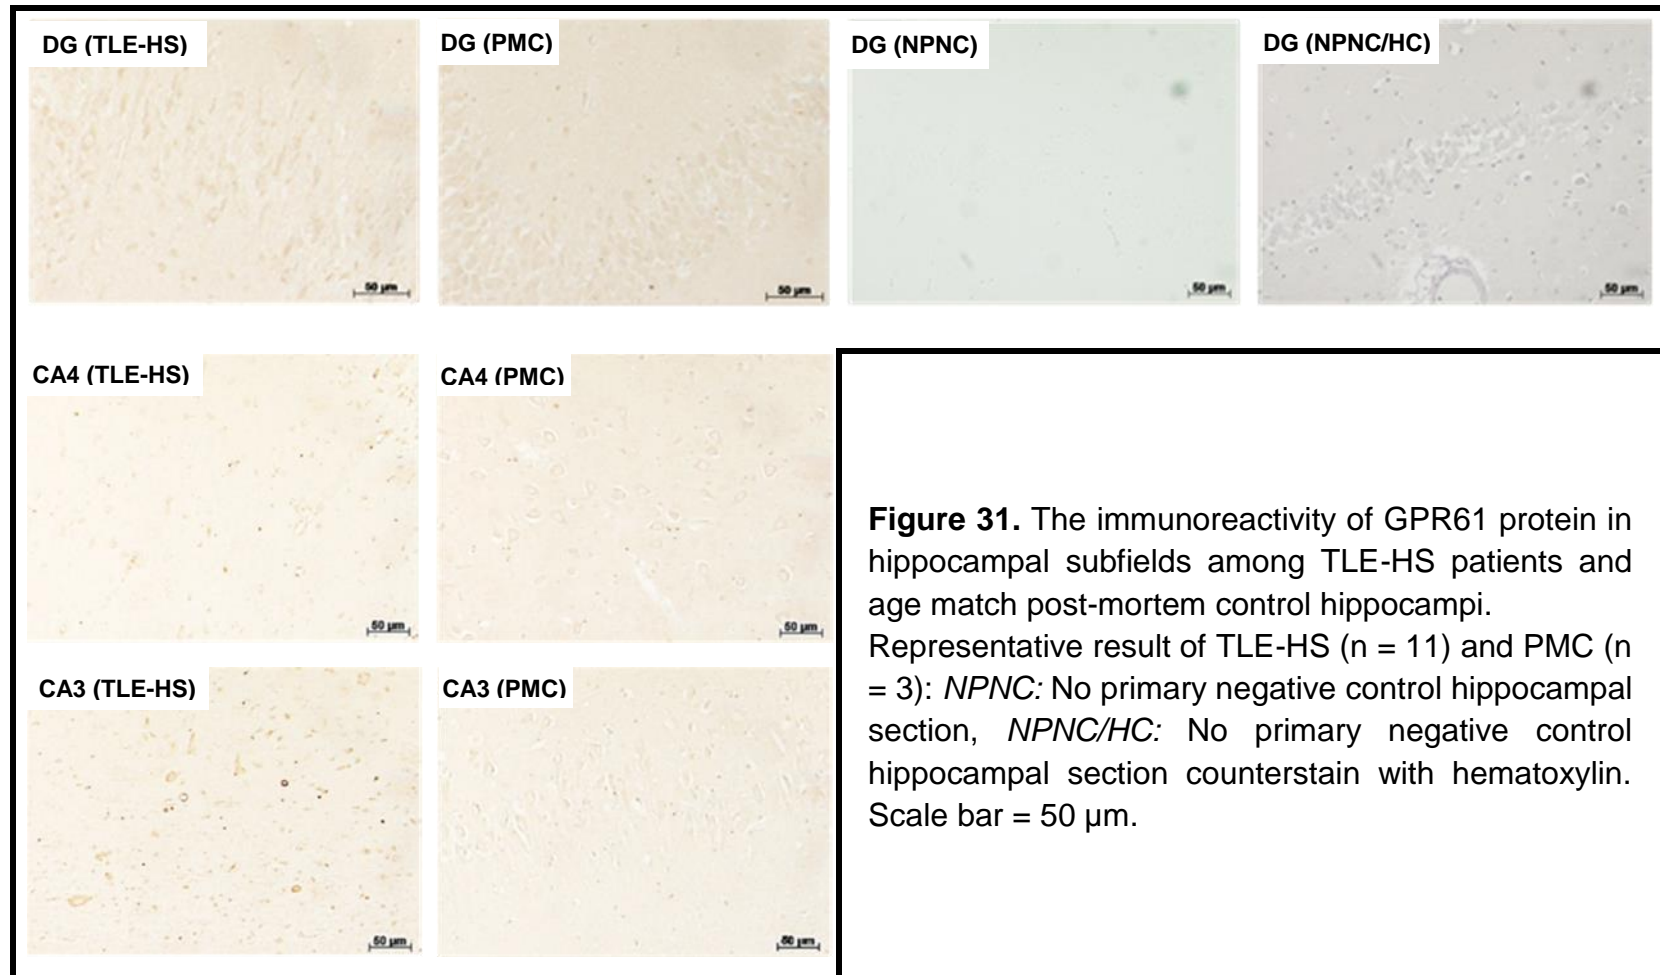 DG (TLE-HS)
DG (PMC)
DG (NPNC)
DG (NPNC/HC)
50 µm
50 µm
50 µm
50 µm
CA4 (TLE-HS)
CA4 (PMC)
50 µm
50 µm
CA3 (TLE-HS)
CA3 (PMC)
50 µm
50 µm
Figure 31. The immunoreactivity of GPR61 protein in
hippocampal subfields among TLE-HS patients and
age match post-mortem control hippocampi.
Representative result of TLE-HS (n = 11) and PMC (n
= 3): NPNC: No primary negative control hippocampal
section, NPNC/HC: No primary negative control
hippocampal section counterstain with hematoxylin.
Scale bar = 50 µm.